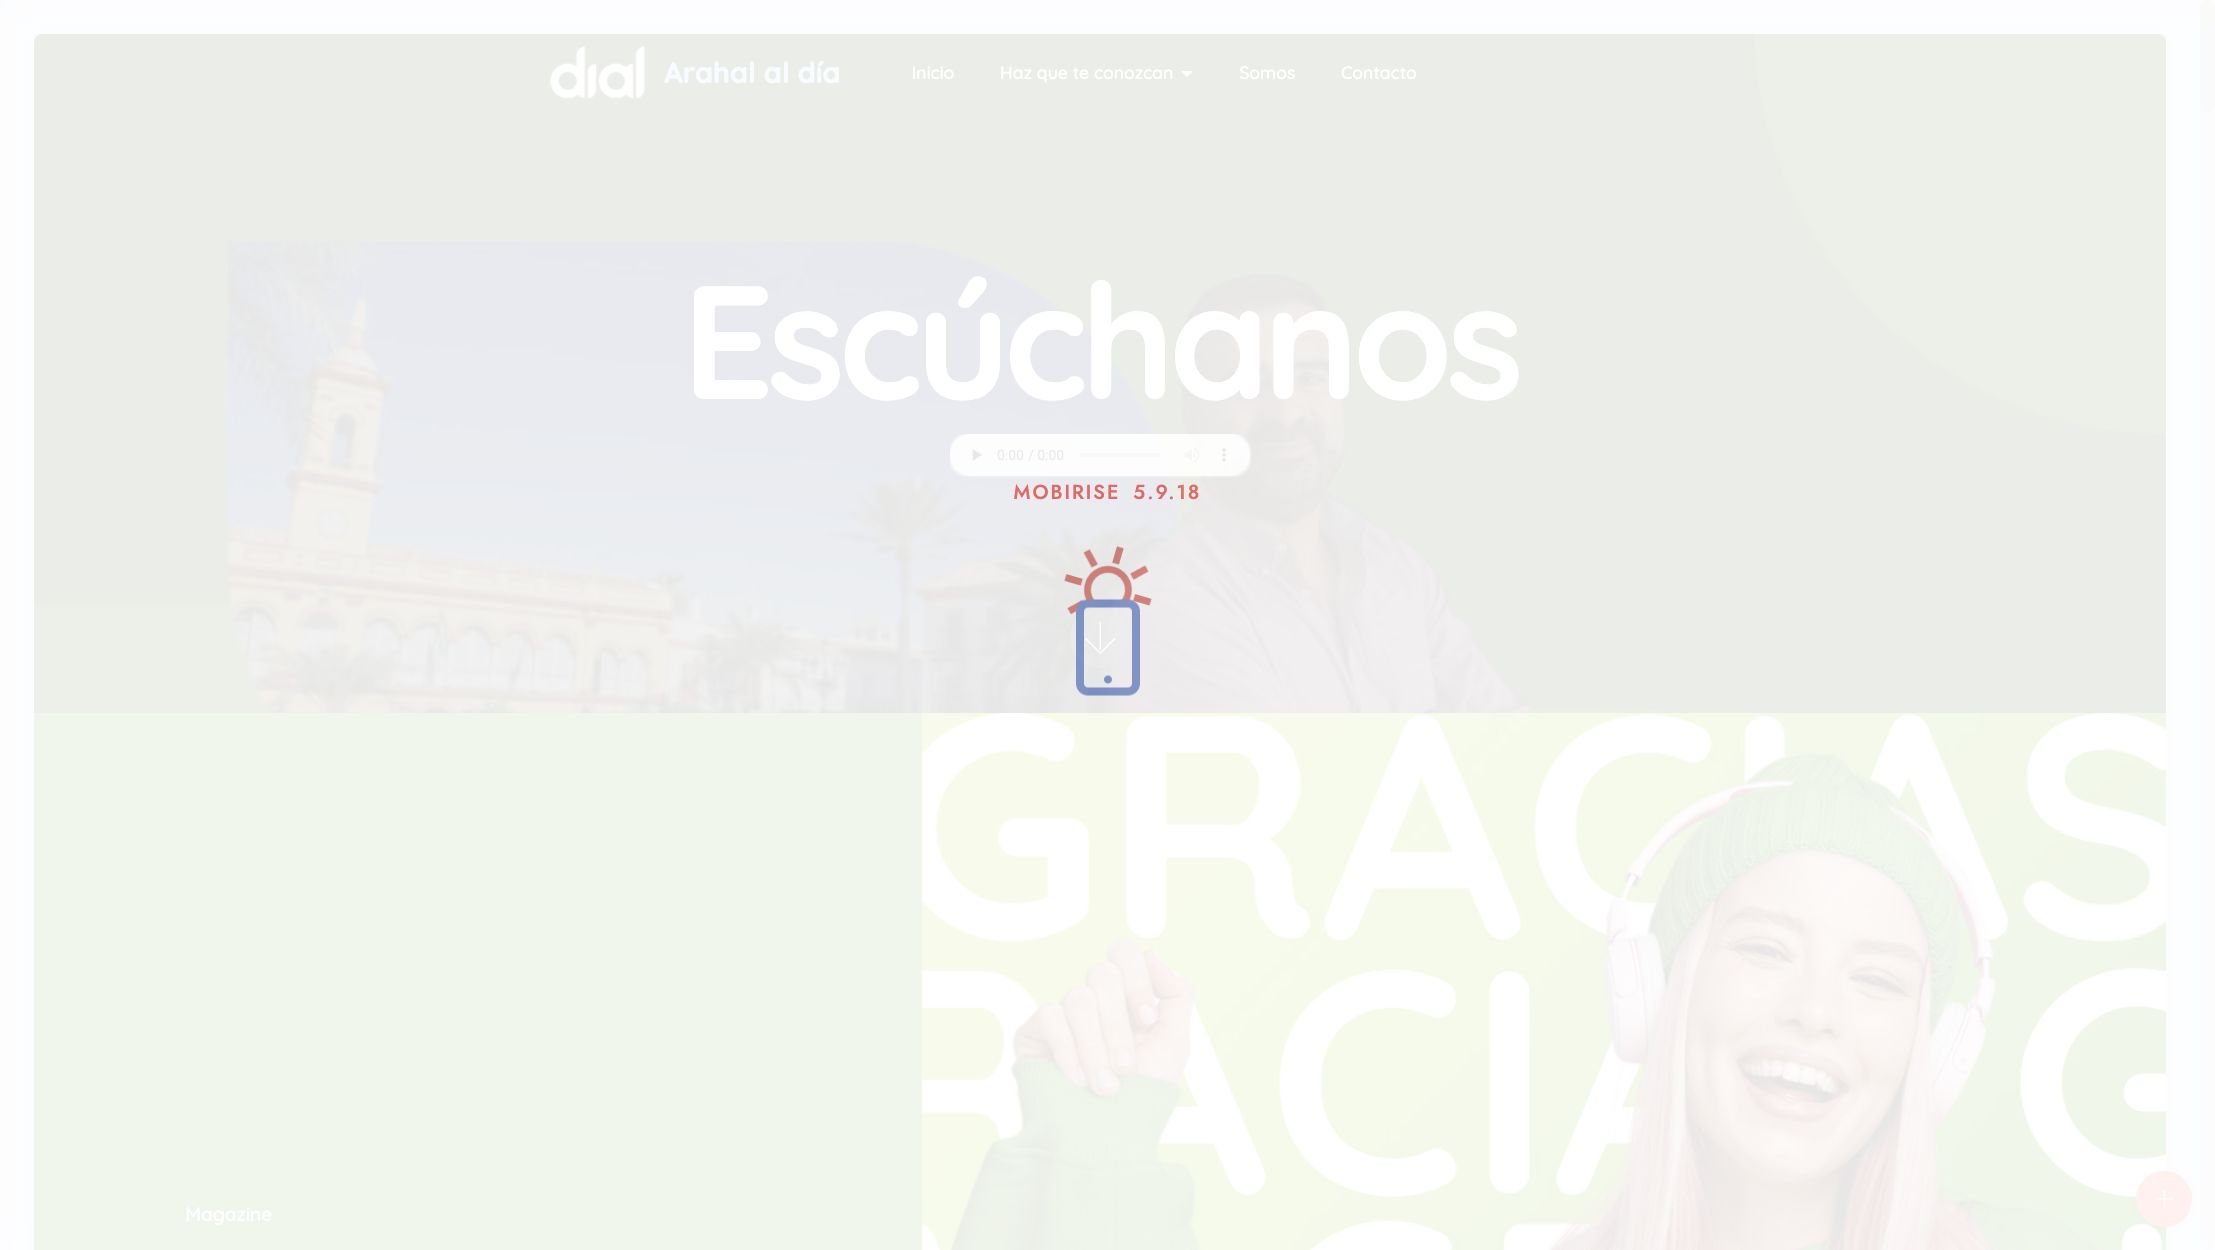 dial Arahal al día Inicio Haz que te conozcan Somos Contacto
Escúchanos
0:00 / 0:00
MOBIRISE 5.9.18
GRACIAS
RACIA G
Magazine